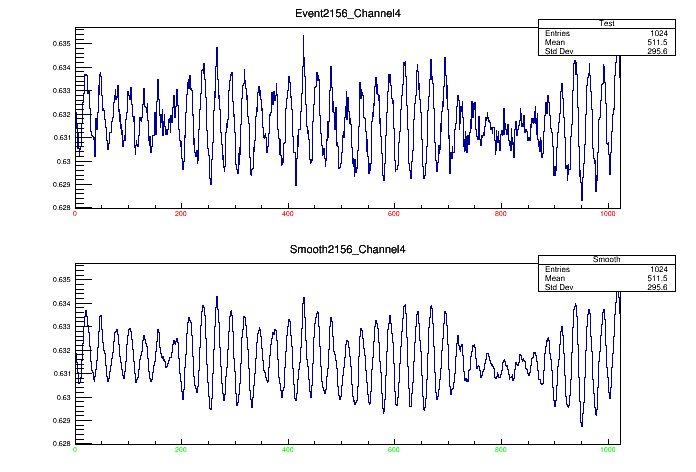 Event2156_Channel4
Test
Entries 1024
Mean 511.5
Std Dev 295.6
0.635
0.634
0.633
0.632
0.631
0.63
0.629
0.628
0 200 400 600 800 1000
Smooth2156_Channel4
Smooth
Entries 1024
Mean 511.5
Std Dev 295.6
0.635
0.634
0.633
0.632
0.631
0.63
0.629
0.628
0 200 400 600 800 1000